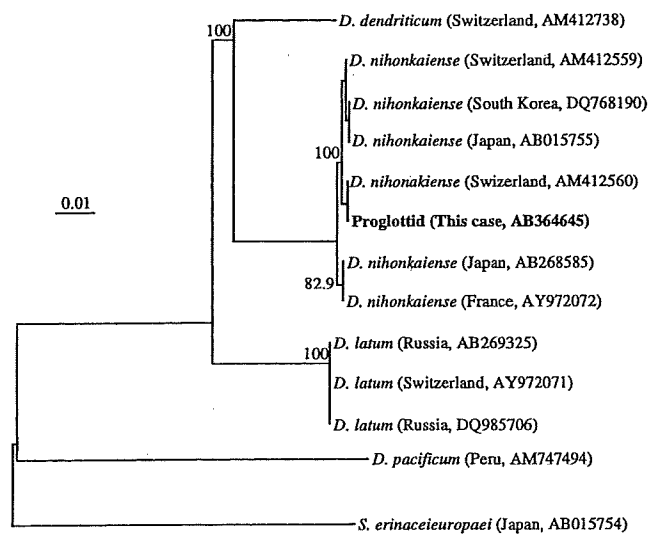 100
D. dendriticum (Switzerland, AM412738)
D. nihonkaiense (Switzerland, AM412559)
D. nihonkaiense (South Korea, DQ768190)
D. nihonkaiense (Japan, AB015755)
100
D. nihonakiense (Swizerland, AM412560)
0.01
Proglottid (This case, AB364645)
D. nihonkaiense (Japan, AB268585)
82.9
D. nihonkaiense (France, AY972072)
D. latum (Russia, AB269325)
100
D. latum (Switzerland, AY972071)
D. latum (Russia, DQ985706)
D. pacificum (Peru, AM747494)
S. erinaceieuropaei (Japan, AB015754)